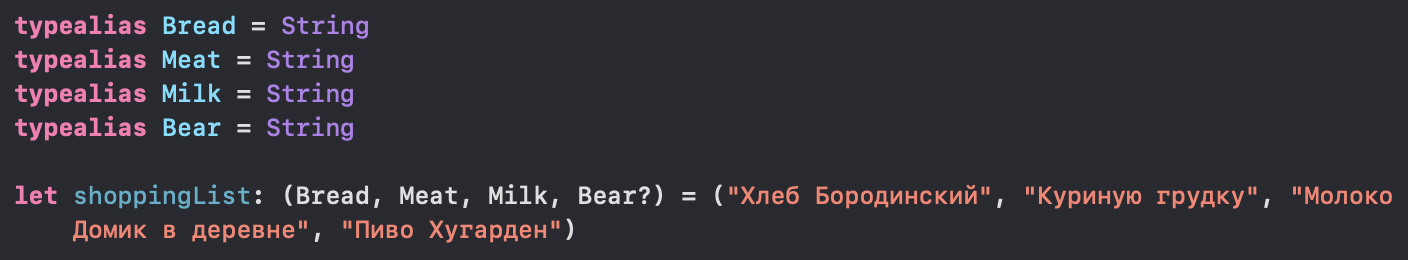 typealias Bread = String
typealias Meat = String
typealias Milk = String
typealias Bear = String
let shoppingList: (Bread, Meat, Milk, Bear?) = ("Хлеб Бородинский", "Куриную грудку", "Молоко
Домик в деревне", "Пиво Хугарден")